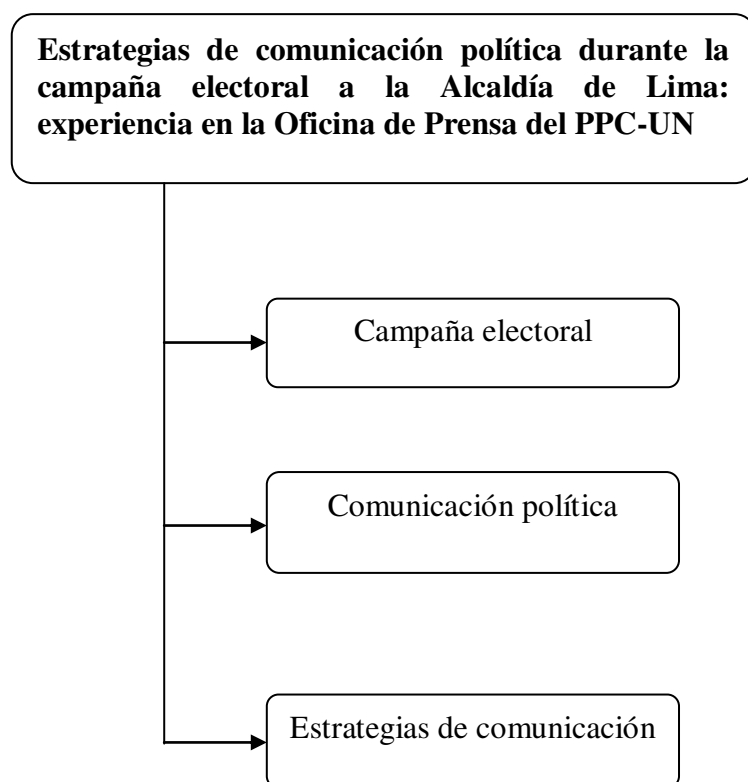 Estrategias de comunicación política durante la
campaña electoral a la Alcaldía de Lima:
experiencia en la Oficina de Prensa del PPC-UN
Campaña electoral
Comunicación política
Estrategias de comunicación